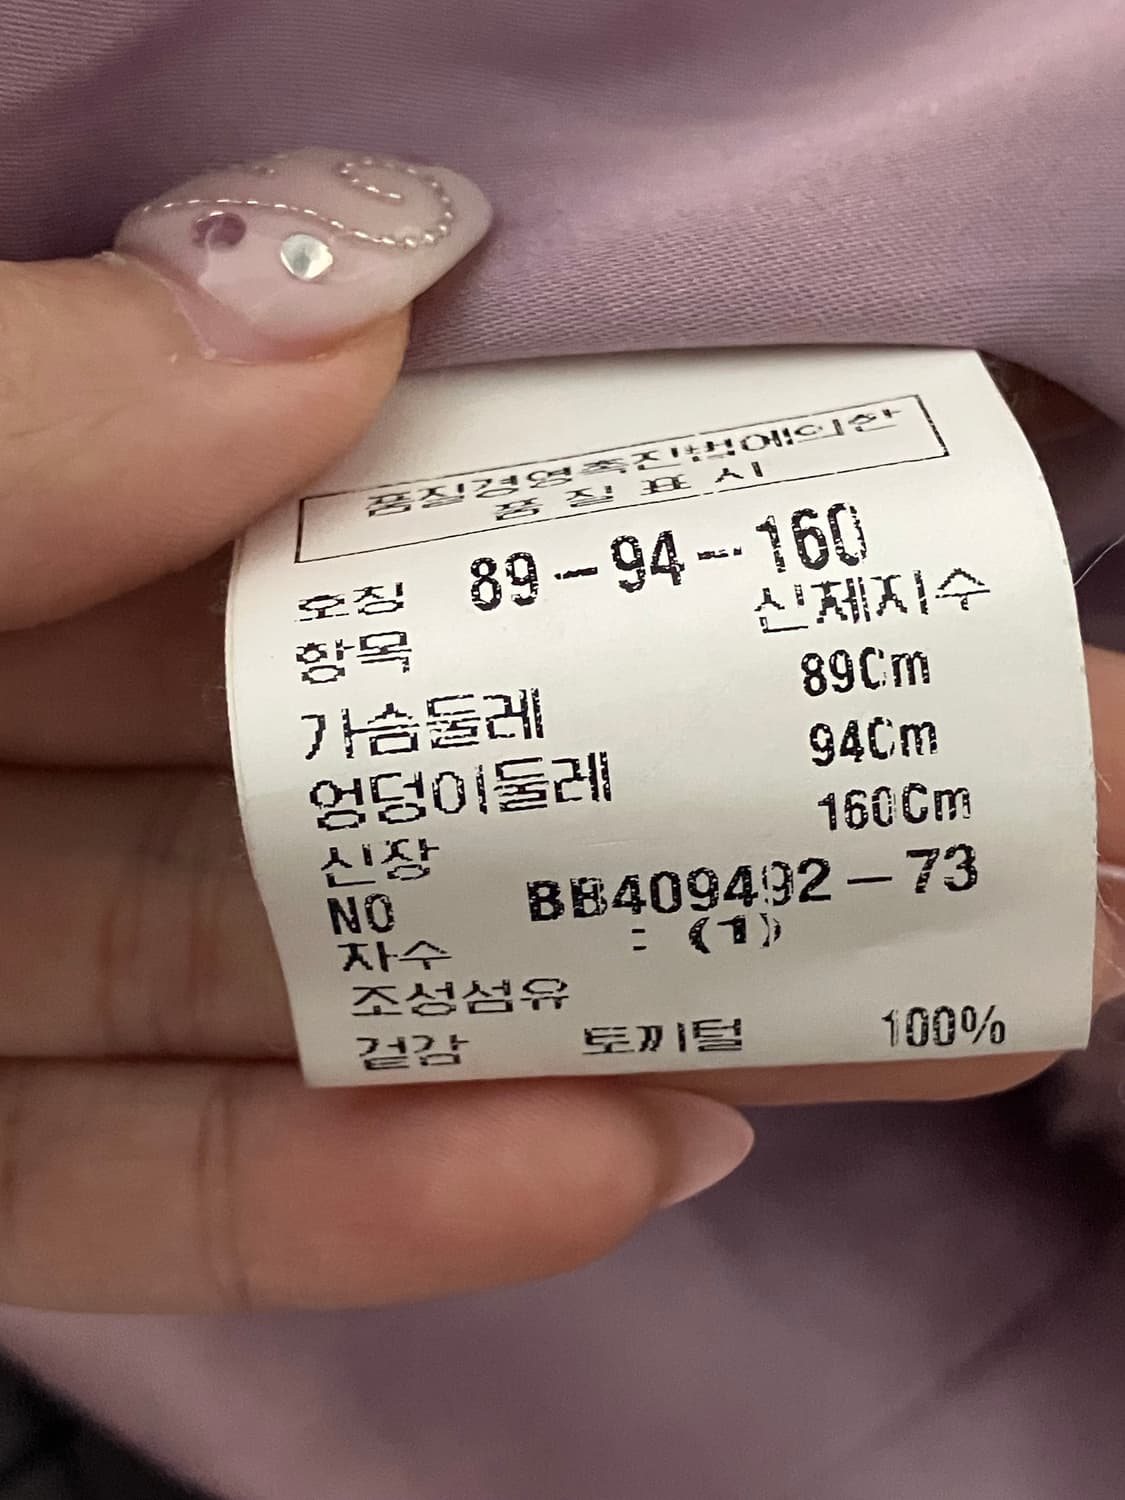 품질경영촉진법에의한
품 질 표 시
호칭 89-94-160
항목 신체지수
가슴둘레 89Cm
엉덩이둘레 94Cm
신장 160Cm
NO BB409492-73
자수 : (1)
조성섬유
겉감 토끼털 100%